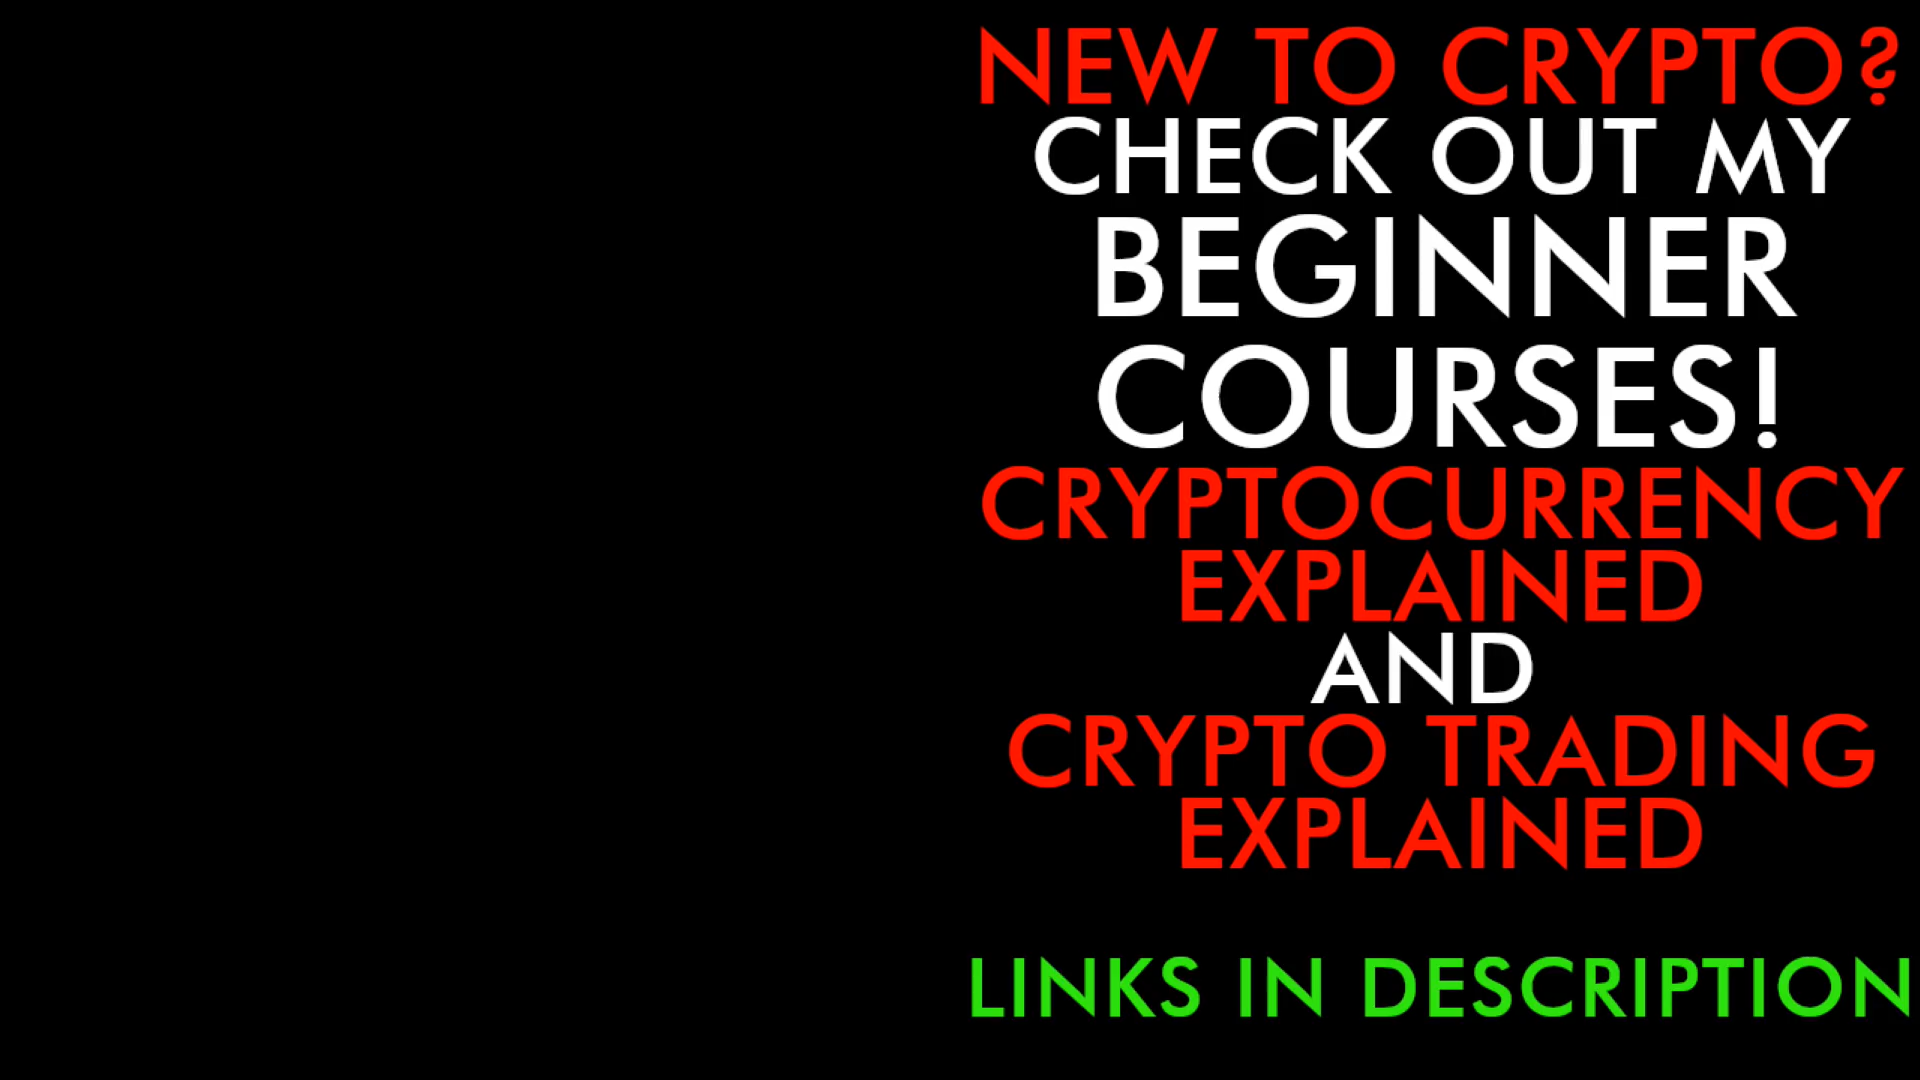 NEW TO CRYPTO?
CHECK OUT MY
BEGINNER
COURSES!
CRYPTOCURRENCY
EXPLAINED
AND
CRYPTO TRADING
EXPLAINED
LINKS IN DESCRIPTION